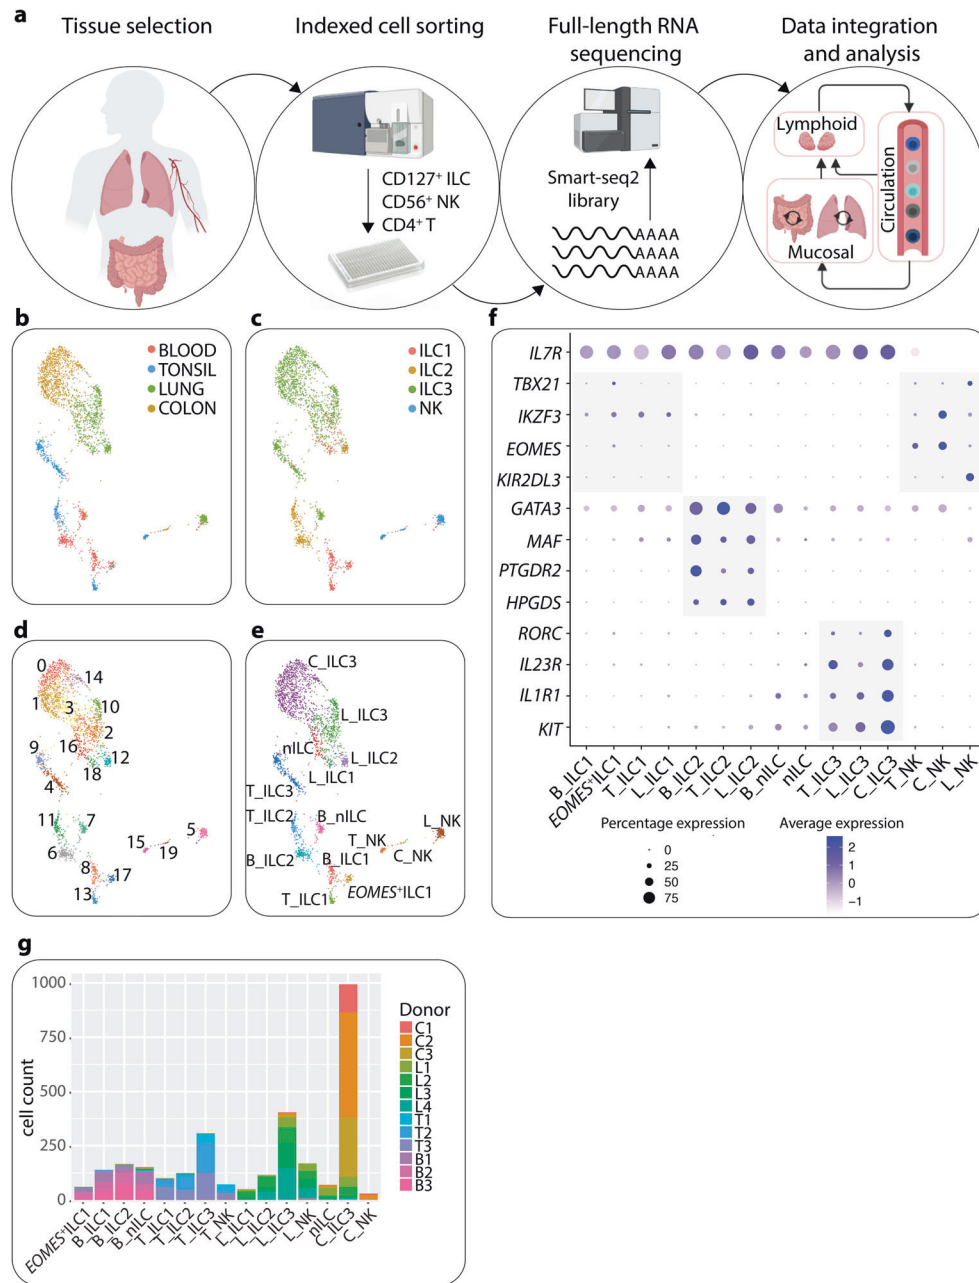 a
Tissue selection
Indexed cell sorting
Full-length RNA
sequencing
Data integration
and analysis
CD127⁺ ILC
CD56⁺ NK
CD4⁺ T
Smart-seq2
library
AAAA
AAAA
AAAA
Lymphoid
Circulation
Mucosal
b
BLOOD
TONSIL
LUNG
COLON
c
ILC1
ILC2
ILC3
NK
d
0
14
1
3
10
2
16
12
9
18
4
11
7
5
6
15
19
8
17
13
e
C_ILC3
L_ILC3
nILC
L_ILC2
L_ILC1
T_ILC3
T_ILC2
B_nILC
L_NK
T_NK
B_ILC2
B_ILC1
C_NK
EOMES⁺ILC1
T_ILC1
f
IL7R
TBX21
IKZF3
EOMES
KIR2DL3
GATA3
MAF
PTGDR2
HPGDS
RORC
IL23R
IL1R1
KIT
B_ILC1
EOMES⁺ILC1
T_ILC1
L_ILC1
B_ILC2
T_ILC2
L_ILC2
B_nILC
nILC
T_ILC3
L_ILC3
C_ILC3
T_NK
C_NK
L_NK
Percentage expression
0
25
50
75
Average expression
2
1
0
−1
g
cell count
1000
750
500
250
0
EOMES⁺ILC1
B_ILC1
B_ILC2
B_nILC
T_ILC1
T_ILC2
T_ILC3
T_NK
L_ILC1
L_ILC2
L_ILC3
L_NK
nILC
C_ILC3
C_NK
Donor
C1
C2
C3
L1
L2
L3
L4
T1
T2
T3
B1
B2
B3